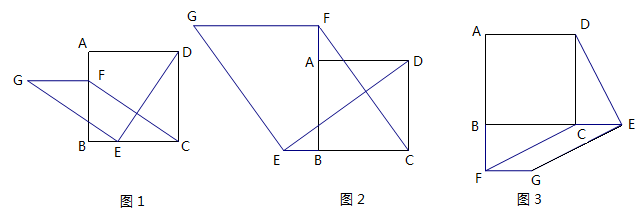 A D G F B E C
G F A D E B C
A D B C E F G
图1 图2 图3